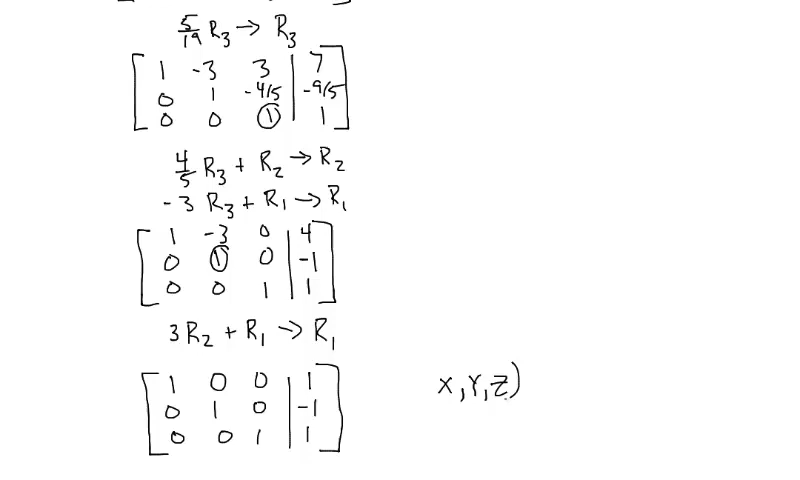 5/19 R₃ → R₃
[ 1 -3 3 | 7 ]
[ 0 1 -4/5 | -9/5 ]
[ 0 0 1 | 1 ]
4/5 R₃ + R₂ → R₂
-3 R₃ + R₁ → R₁
[ 1 -3 0 | 4 ]
[ 0 1 0 | -1 ]
[ 0 0 1 | 1 ]
3R₂ + R₁ → R₁
[ 1 0 0 | 1 ]
[ 0 1 0 | -1 ]
[ 0 0 1 | 1 ]
x, Y, Z)